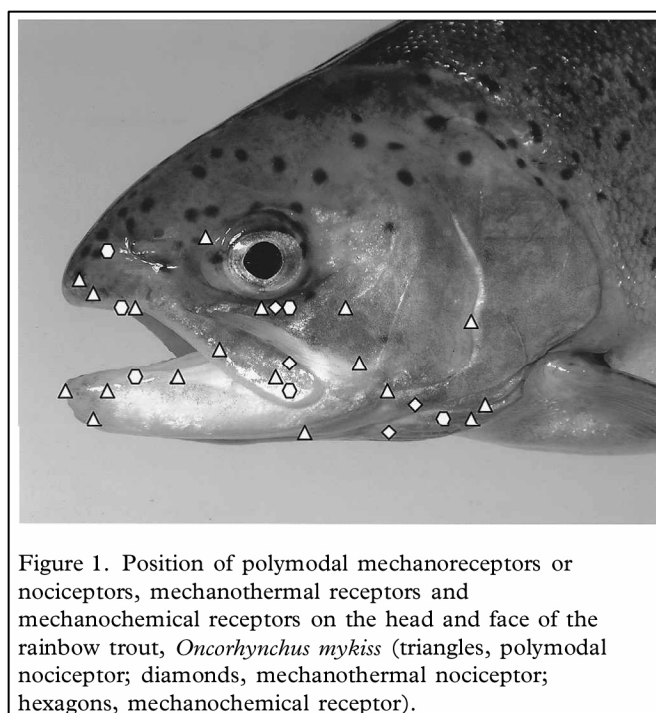 Figure 1. Position of polymodal mechanoreceptors or
nociceptors, mechanothermal receptors and
mechanochemical receptors on the head and face of the
rainbow trout, Oncorhynchus mykiss (triangles, polymodal
nociceptor; diamonds, mechanothermal nociceptor;
hexagons, mechanochemical receptor).